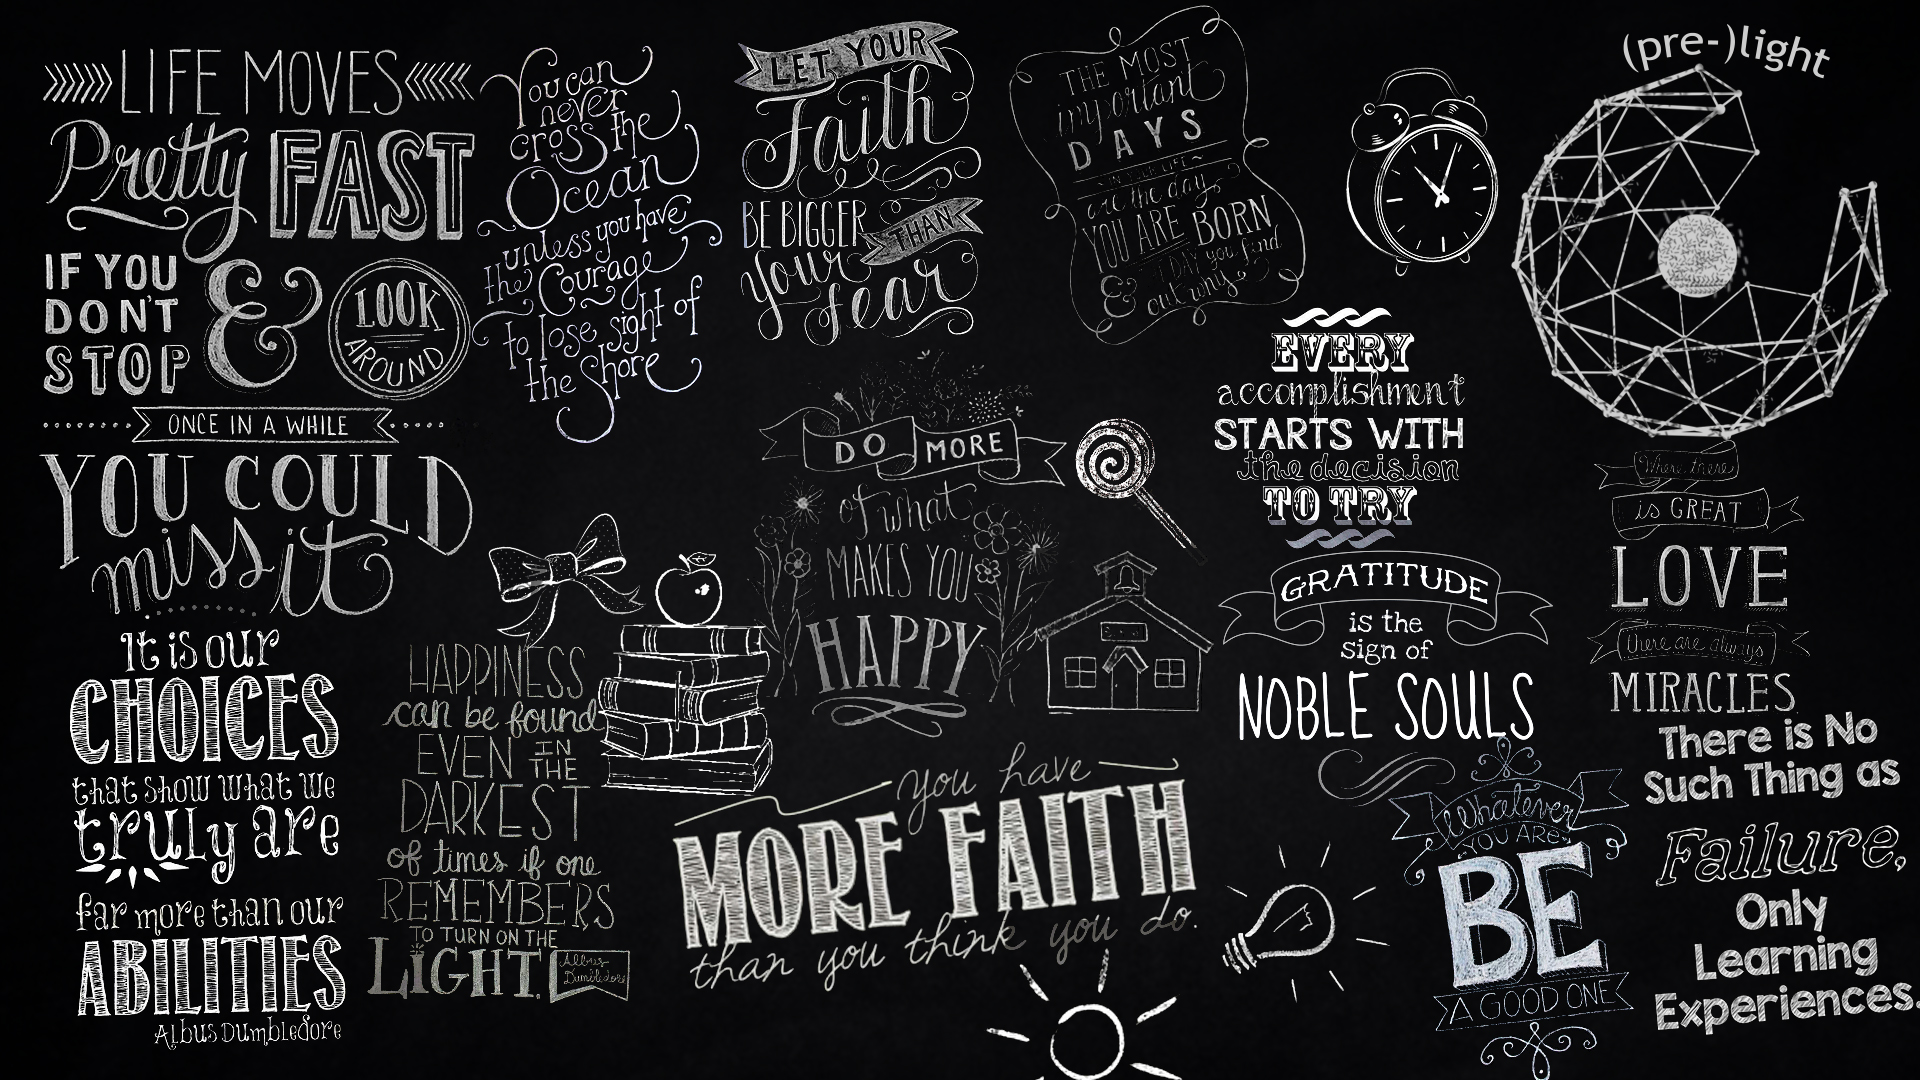 LIFE MOVES
Pretty FAST
IF YOU
DON'T
STOP
&
LOOK
AROUND
ONCE IN A WHILE
YOU COULD
miss it
You can
never
cross the
Ocean
unless you have
the Courage
to lose sight of
the Shore
LET YOUR
Faith
BE BIGGER
THAN
your
fear
THE MOST
important
DAYS
IN YOUR LIFE
are the day
YOU ARE BORN
& DAY you find
out why
(pre-)light
EVERY
accomplishment
STARTS WITH
the decision
TO TRY
DO MORE
of what
MAKES YOU
HAPPY
Where there
is GREAT
LOVE
there are always
MIRACLES
GRATITUDE
is the
sign of
NOBLE SOULS
It is our
CHOICES
that show what we
truly are
far more than our
ABILITIES
Albus Dumbledore
HAPPINESS
can be found
EVEN IN THE
DARKEST
of times if one
REMEMBERS
TO TURN ON THE
LIGHT.
Albus
Dumbledore
you have
MORE FAITH
than you think you do.
Whatever
YOU ARE,
BE
A GOOD ONE
There is No
Such Thing as
Failure,
Only
Learning
Experiences.